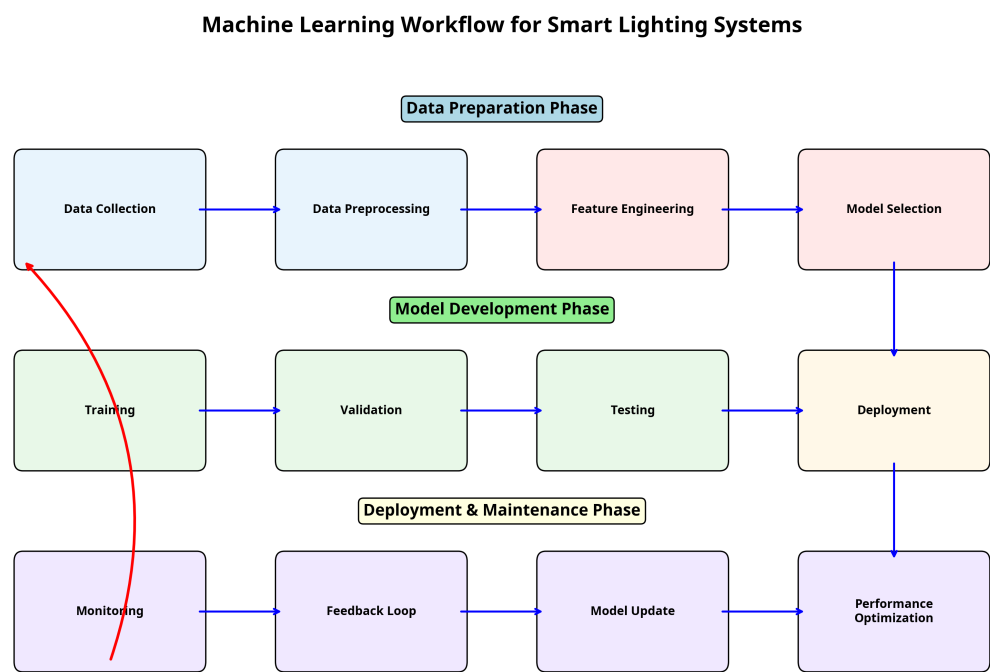 Machine Learning Workflow for Smart Lighting Systems
Data Preparation Phase
Data Collection
Data Preprocessing
Feature Engineering
Model Selection
Model Development Phase
Training
Validation
Testing
Deployment
Deployment & Maintenance Phase
Monitoring
Feedback Loop
Model Update
Performance
Optimization